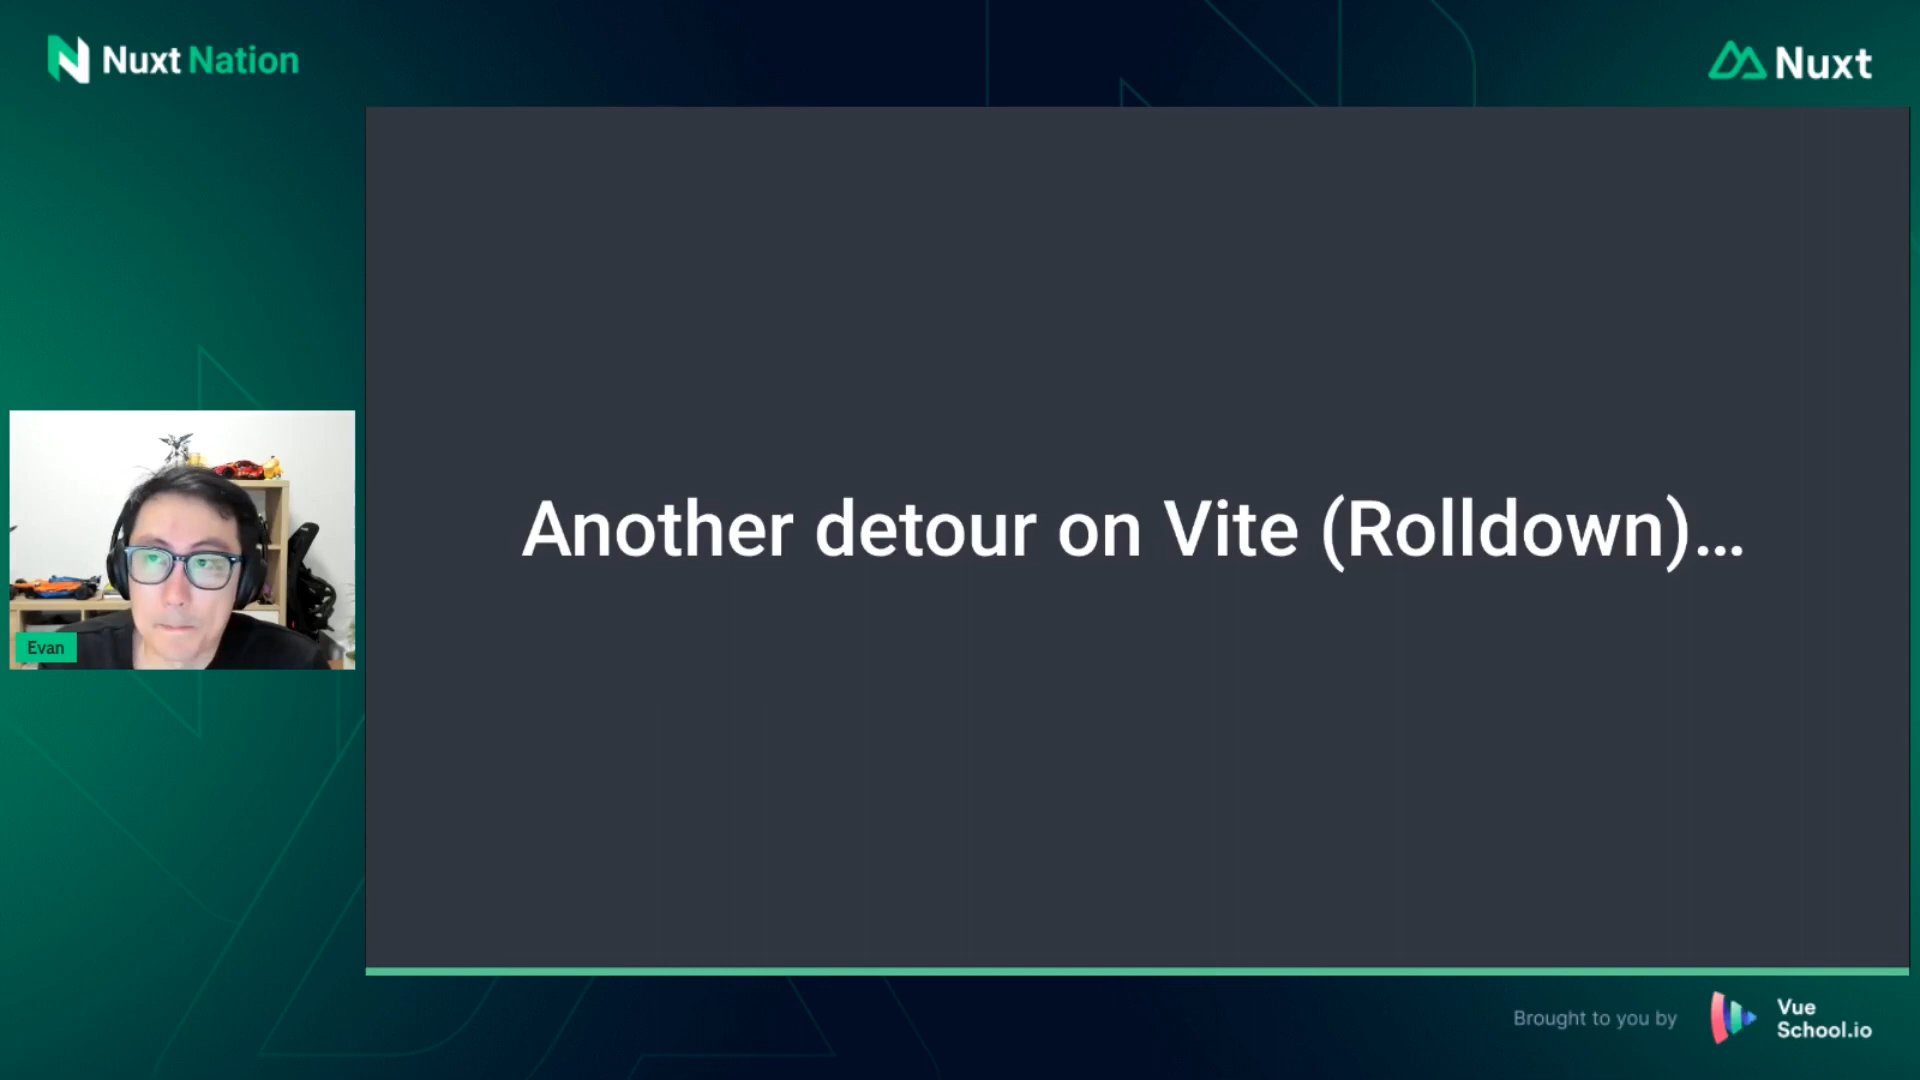 Nuxt Nation
Nuxt
Another detour on Vite (Rolldown)...
Evan
Brought to you by
Vue
School.io